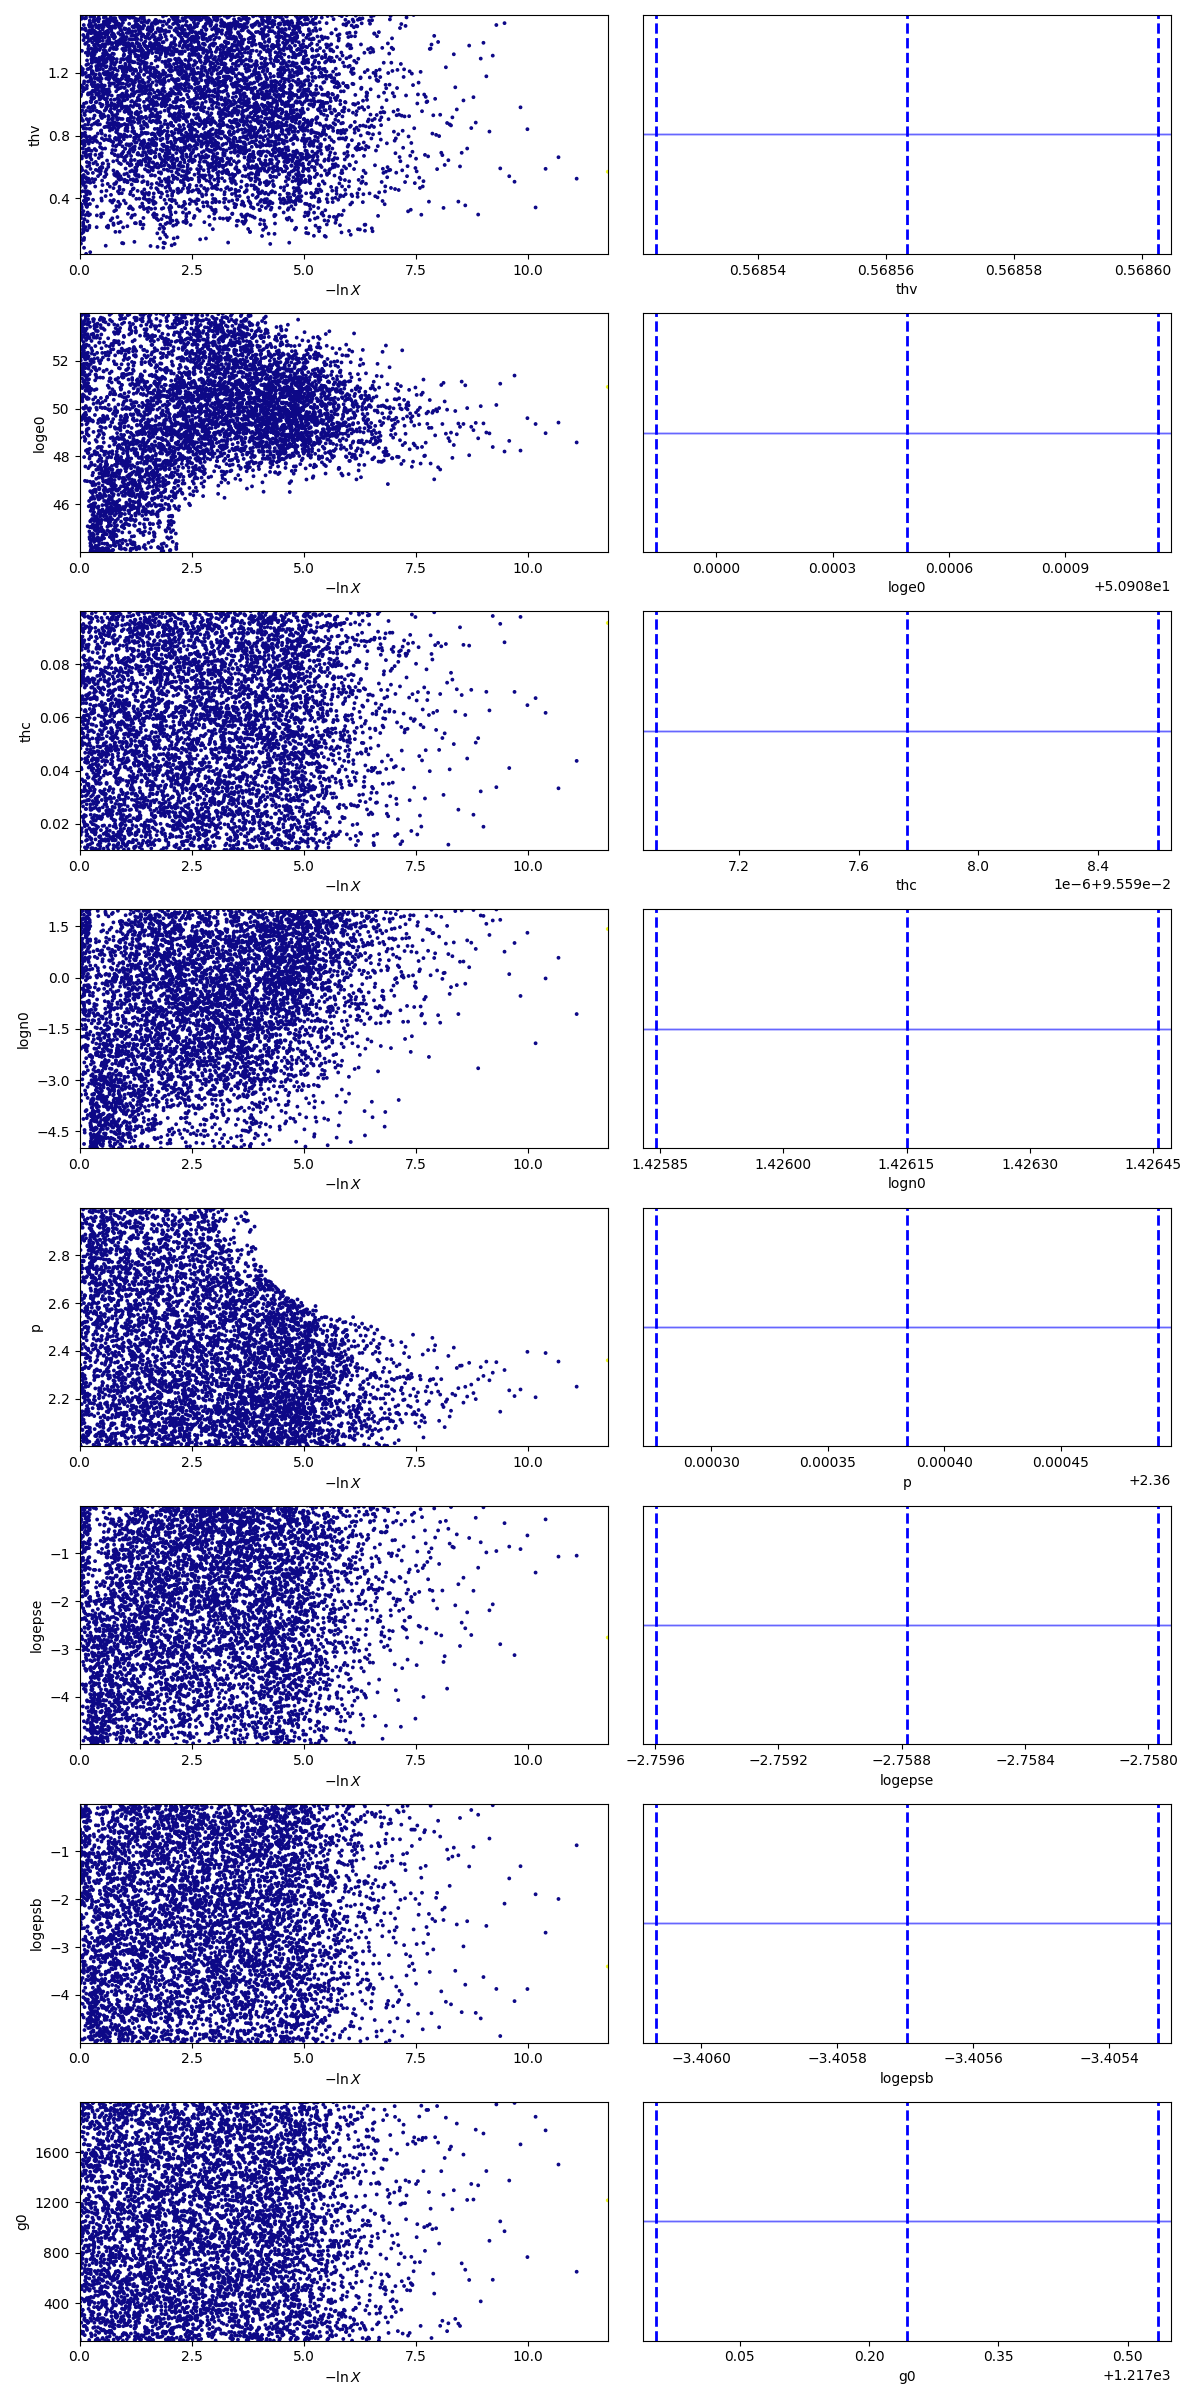 1.2
0.8
0.4
thv
0.0 2.5 5.0 7.5 10.0
−ln X
0.56854 0.56856 0.56858 0.56860
thv
52
50
48
46
loge0
0.0 2.5 5.0 7.5 10.0
−ln X
0.0000 0.0003 0.0006 0.0009
loge0
+5.0908e1
0.08
0.06
0.04
0.02
thc
0.0 2.5 5.0 7.5 10.0
−ln X
7.2 7.6 8.0 8.4
thc
1e−6+9.559e−2
1.5
0.0
−1.5
−3.0
−4.5
logn0
0.0 2.5 5.0 7.5 10.0
−ln X
1.42585 1.42600 1.42615 1.42630 1.42645
logn0
2.8
2.6
2.4
2.2
p
0.0 2.5 5.0 7.5 10.0
−ln X
0.00030 0.00035 0.00040 0.00045
p
+2.36
−1
−2
−3
−4
logepse
0.0 2.5 5.0 7.5 10.0
−ln X
−2.7596 −2.7592 −2.7588 −2.7584 −2.7580
logepse
−1
−2
−3
−4
logepsb
0.0 2.5 5.0 7.5 10.0
−ln X
−3.4060 −3.4058 −3.4056 −3.4054
logepsb
1600
1200
800
400
g0
0.0 2.5 5.0 7.5 10.0
−ln X
0.05 0.20 0.35 0.50
g0
+1.217e3